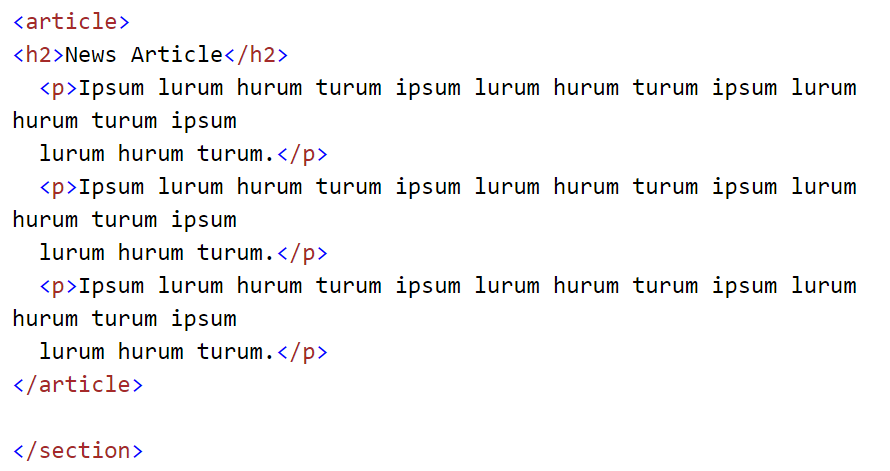 <article>
<h2>News Article</h2>
  <p>Ipsum lurum hurum turum ipsum lurum hurum turum ipsum lurum
hurum turum ipsum
  lurum hurum turum.</p>
  <p>Ipsum lurum hurum turum ipsum lurum hurum turum ipsum lurum
hurum turum ipsum
  lurum hurum turum.</p>
  <p>Ipsum lurum hurum turum ipsum lurum hurum turum ipsum lurum
hurum turum ipsum
  lurum hurum turum.</p>
</article>

</section>